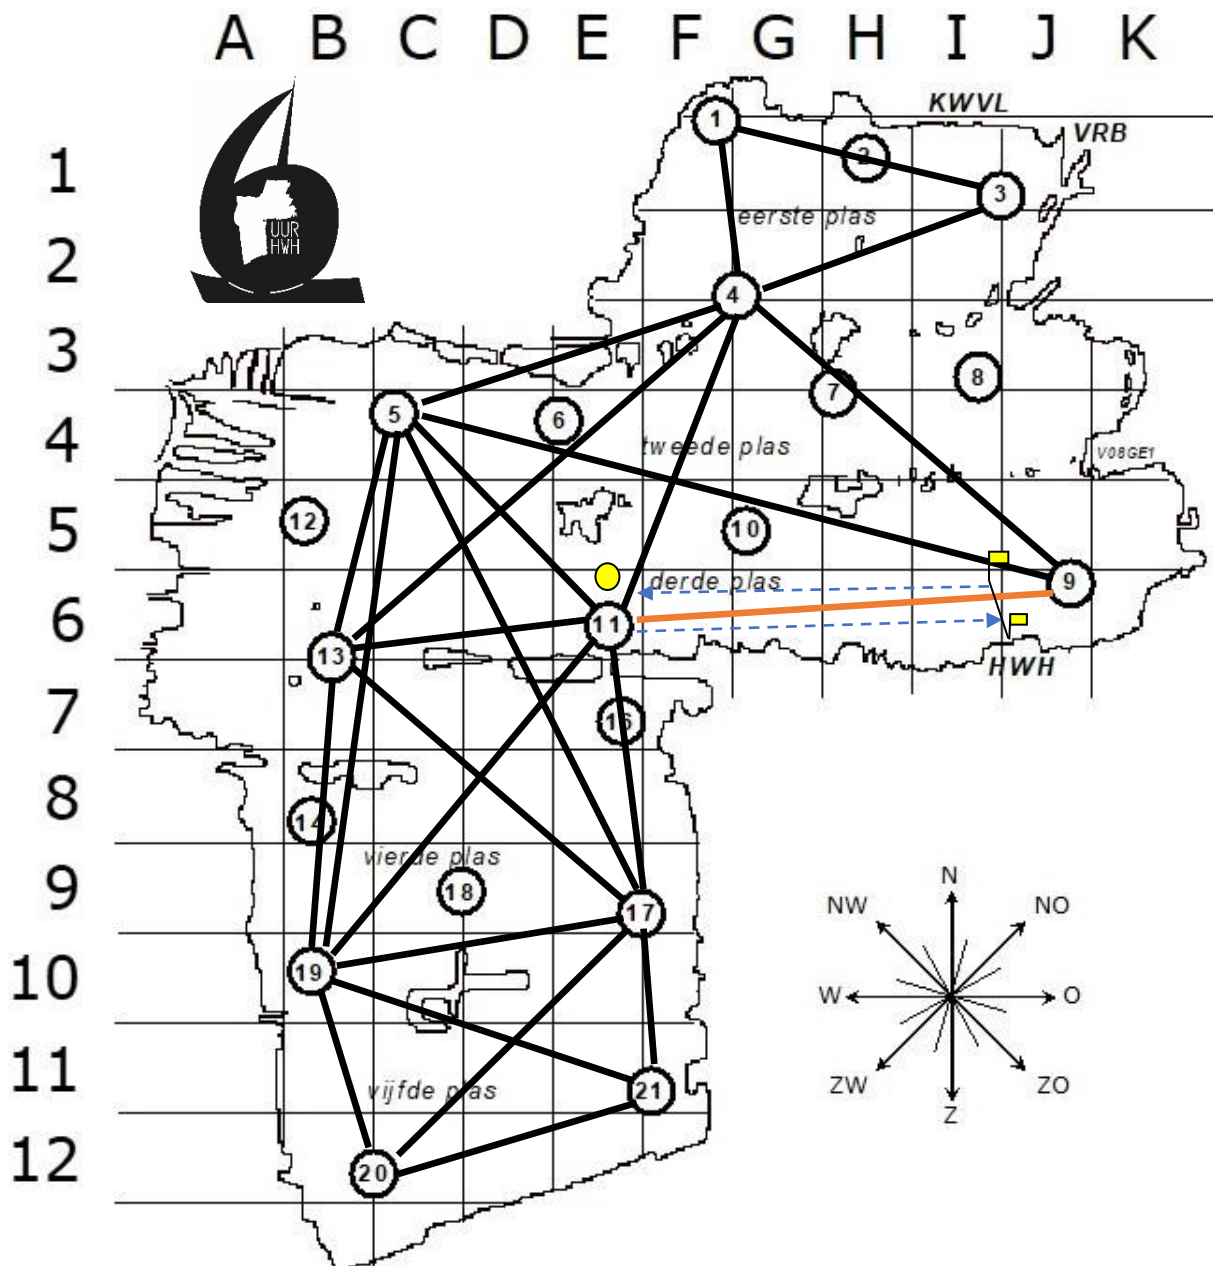 A B C D E F G H I J K
KWVL
1
VRB
2
1
3
UUR
HWH
eerste plas
2
4
3
8
7
5
6
4
tweede plas
V08GE1
12
10
5
derde plas
9
11
6
13
HWH
16
7
8
14
vierde plas
18
9
17
N
NW
NO
19
10
W
O
21
11
vijfde plas
ZW
ZO
Z
12
20